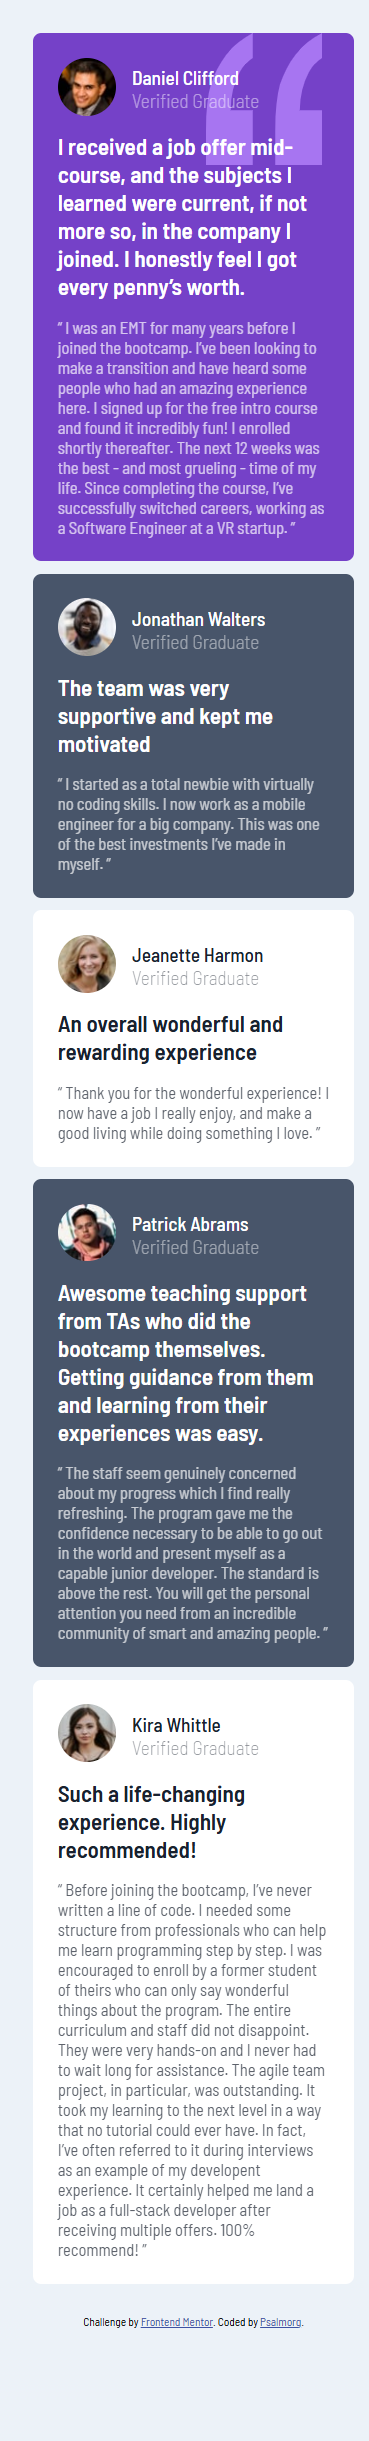 Daniel Clifford
Verified Graduate
I received a job offer mid-
course, and the subjects I
learned were current, if not
more so, in the company I
joined. I honestly feel I got
every penny’s worth.
“ I was an EMT for many years before I
joined the bootcamp. I’ve been looking to
make a transition and have heard some
people who had an amazing experience
here. I signed up for the free intro course
and found it incredibly fun! I enrolled
shortly thereafter. The next 12 weeks was
the best - and most grueling - time of my
life. Since completing the course, I’ve
successfully switched careers, working as
a Software Engineer at a VR startup. ”
Jonathan Walters
Verified Graduate
The team was very
supportive and kept me
motivated
“ I started as a total newbie with virtually
no coding skills. I now work as a mobile
engineer for a big company. This was one
of the best investments I’ve made in
myself. ”
Jeanette Harmon
Verified Graduate
An overall wonderful and
rewarding experience
“ Thank you for the wonderful experience! I
now have a job I really enjoy, and make a
good living while doing something I love. ”
Patrick Abrams
Verified Graduate
Awesome teaching support
from TAs who did the
bootcamp themselves.
Getting guidance from them
and learning from their
experiences was easy.
“ The staff seem genuinely concerned
about my progress which I find really
refreshing. The program gave me the
confidence necessary to be able to go out
in the world and present myself as a
capable junior developer. The standard is
above the rest. You will get the personal
attention you need from an incredible
community of smart and amazing people. ”
Kira Whittle
Verified Graduate
Such a life-changing
experience. Highly
recommended!
“ Before joining the bootcamp, I’ve never
written a line of code. I needed some
structure from professionals who can help
me learn programming step by step. I was
encouraged to enroll by a former student
of theirs who can only say wonderful
things about the program. The entire
curriculum and staff did not disappoint.
They were very hands-on and I never had
to wait long for assistance. The agile team
project, in particular, was outstanding. It
took my learning to the next level in a way
that no tutorial could ever have. In fact,
I’ve often referred to it during interviews
as an example of my developent
experience. It certainly helped me land a
job as a full-stack developer after
receiving multiple offers. 100%
recommend! ”
Challenge by Frontend Mentor. Coded by Psalmorg.